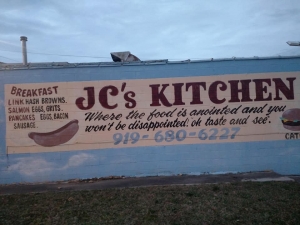 BREAKFAST
LINK HASH BROWNS,
SALMON EGGS, GRITS.
PANCAKES EGGS, BACON
SAUSAGE.
JC's KITCHEN
Where the food is anointed and you
won't be disappointed. oh taste and see.
919-680-6227
CAT